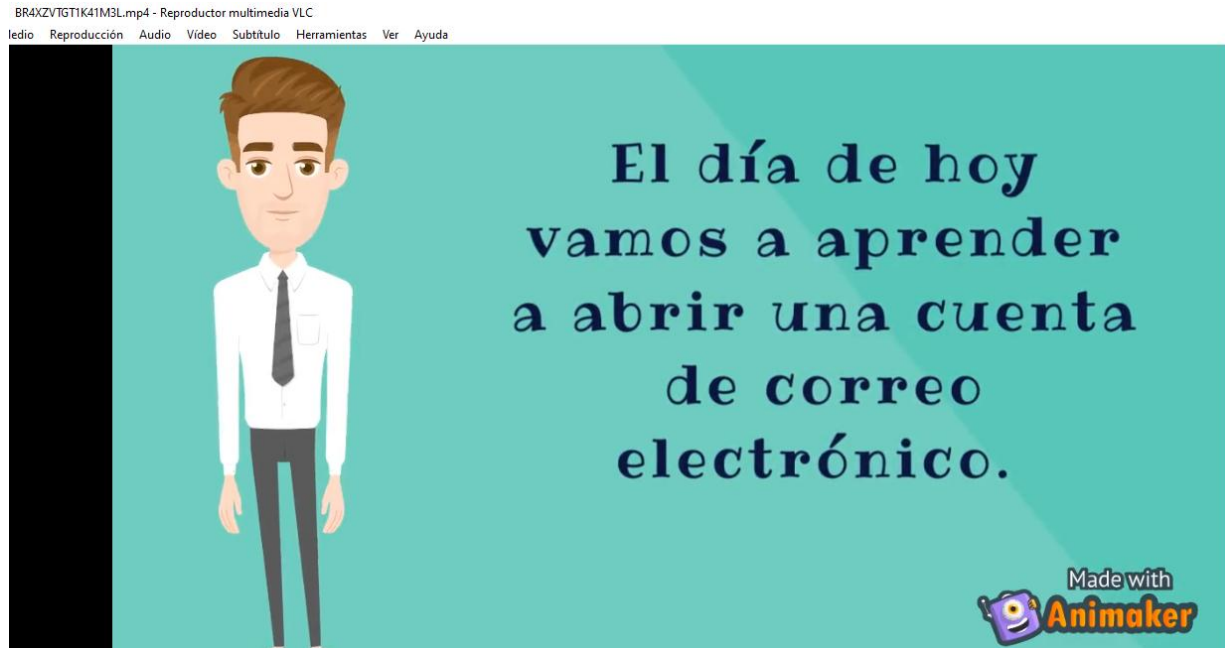 BR4XZVTGT1K41M3L.mp4 - Reproductor multimedia VLC
ledio Reproducción Audio Vídeo Subtítulo Herramientas Ver Ayuda
El día de hoy
vamos a aprender
a abrir una cuenta
de correo
electrónico.
Made with
Animaker